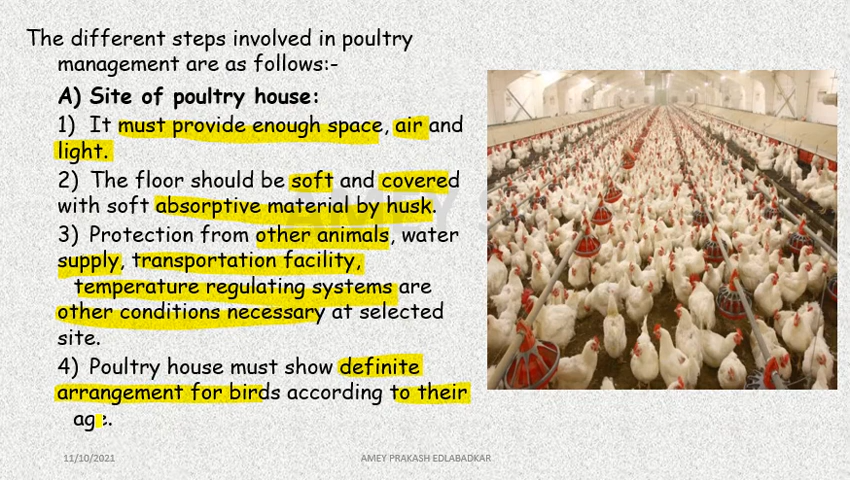 The different steps involved in poultry
management are as follows:-
A) Site of poultry house:
1) It must provide enough space, air and
light.
2) The floor should be soft and covered
with soft absorptive material by husk.
3) Protection from other animals, water
supply, transportation facility,
temperature regulating systems are
other conditions necessary at selected
site.
4) Poultry house must show definite
arrangement for birds according to their
age.
11/10/2021
AMEY PRAKASH EDLABADKAR